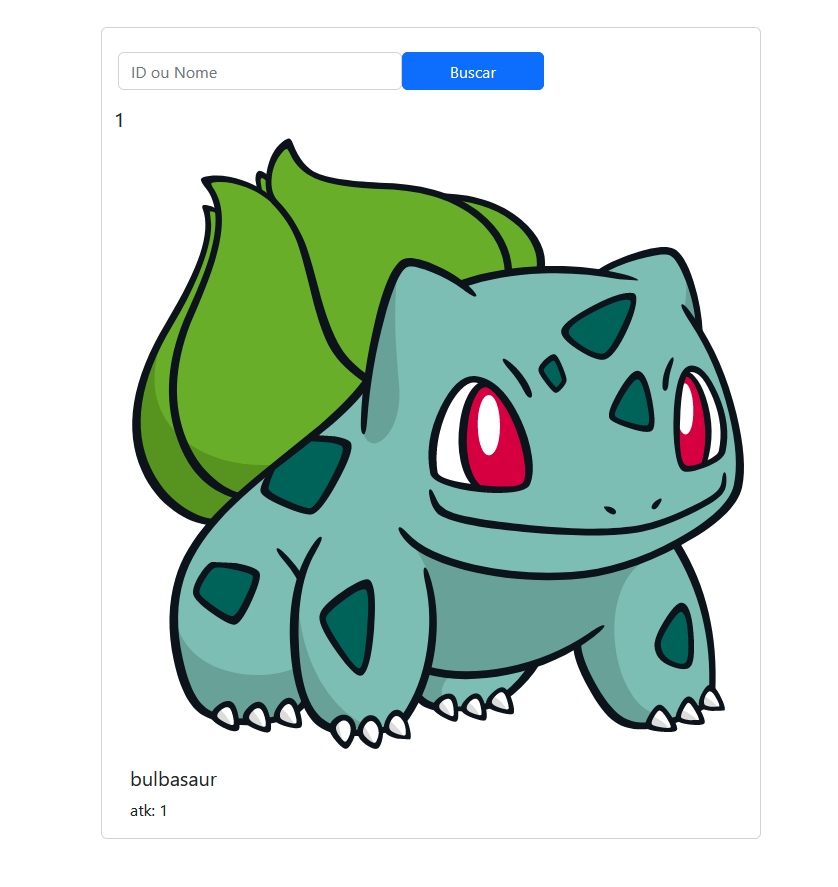 ID ou Nome
Buscar
1
bulbasaur
atk: 1